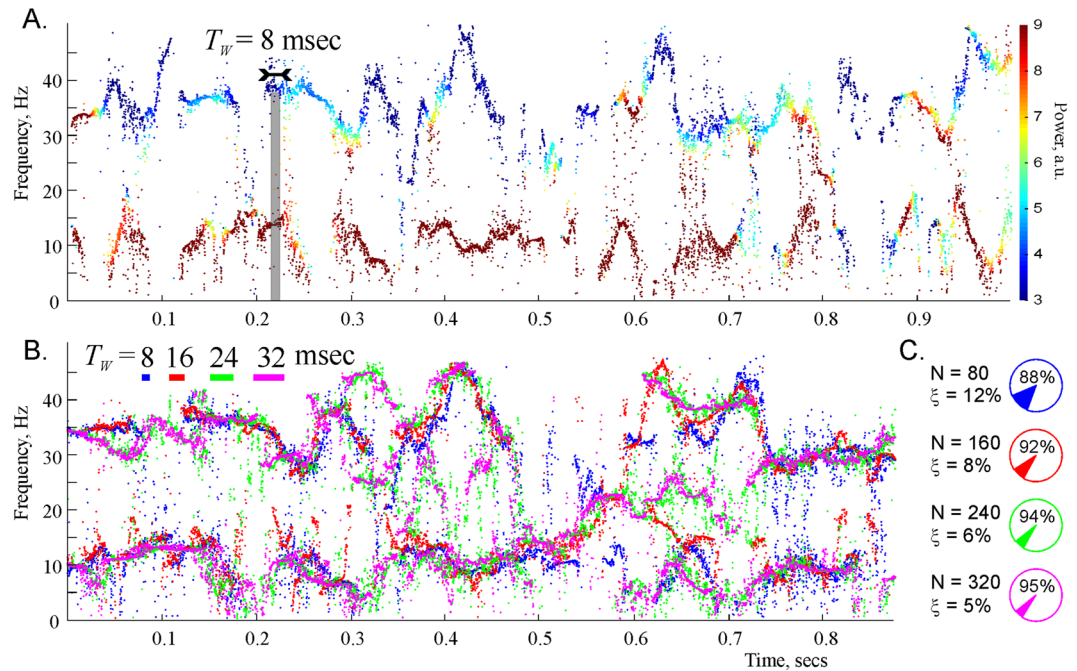 A.
T_W = 8 msec
Frequency, Hz
40
30
20
10
0
0.1 0.2 0.3 0.4 0.5 0.6 0.7 0.8 0.9
9
8
7
6
5
4
3
Power, a.u.
B.
T_W = 8 16 24 32 msec
Frequency, Hz
40
30
20
10
0
0.1 0.2 0.3 0.4 0.5 0.6 0.7 0.8
Time, secs
C.
N = 80
ξ = 12%
88%
N = 160
ξ = 8%
92%
N = 240
ξ = 6%
94%
N = 320
ξ = 5%
95%